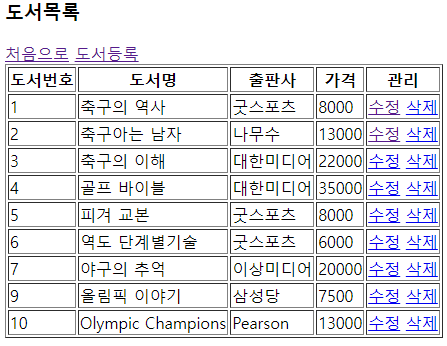 도서목록
처음으로 도서등록
도서번호 도서명 출판사 가격 관리
1 축구의 역사 굿스포츠 8000 수정 삭제
2 축구아는 남자 나무수 13000 수정 삭제
3 축구의 이해 대한미디어 22000 수정 삭제
4 골프 바이블 대한미디어 35000 수정 삭제
5 피겨 교본 굿스포츠 8000 수정 삭제
6 역도 단계별기술 굿스포츠 6000 수정 삭제
7 야구의 추억 이상미디어 20000 수정 삭제
9 올림픽 이야기 삼성당 7500 수정 삭제
10 Olympic Champions Pearson 13000 수정 삭제